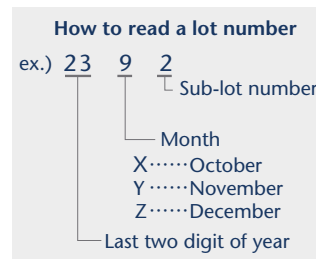 How to read a lot number
ex.) 23 9 2
Sub-lot number
Month
X……October
Y……November
Z……December
Last two digit of year